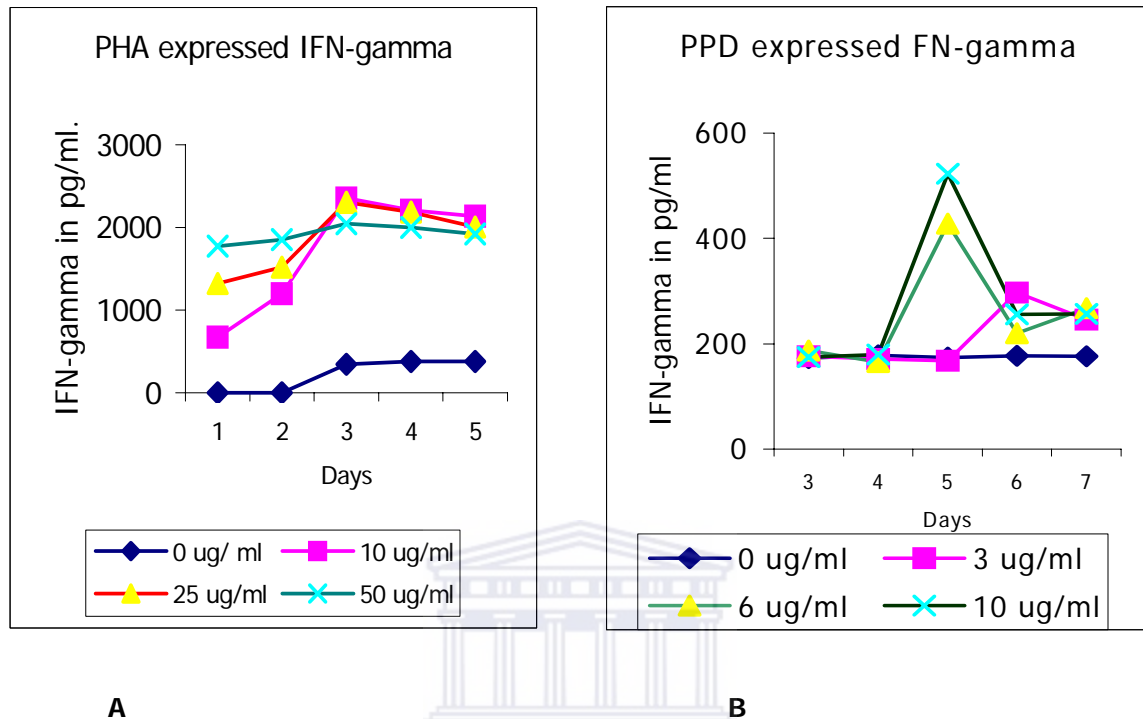 PHA expressed IFN-gamma
IFN-gamma in pg/ml.
3000
2000
1000
0
1 2 3 4 5
Days
0 ug/ ml 10 ug/ml
25 ug/ml 50 ug/ml
A
PPD expressed FN-gamma
IFN-gamma in pg/ml
600
400
200
0
3 4 5 6 7
Days
0 ug/ml 3 ug/ml
6 ug/ml 10 ug/ml
B